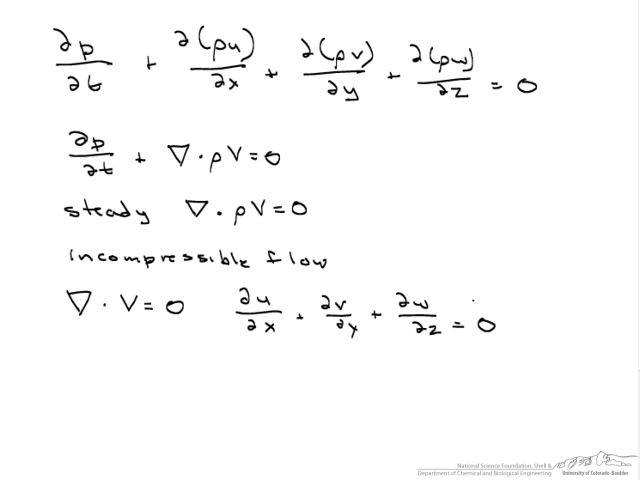 ∂ρ/∂t + ∂(ρu)/∂x + ∂(ρv)/∂y + ∂(ρw)/∂z = 0
∂ρ/∂t + ∇ · ρV = 0
steady ∇ · ρV = 0
incompressible flow
∇ · V = 0 ∂u/∂x + ∂v/∂y + ∂w/∂z = 0
National Science Foundation, Shell &
Department of Chemical and Biological Engineering
University of Colorado-Boulder